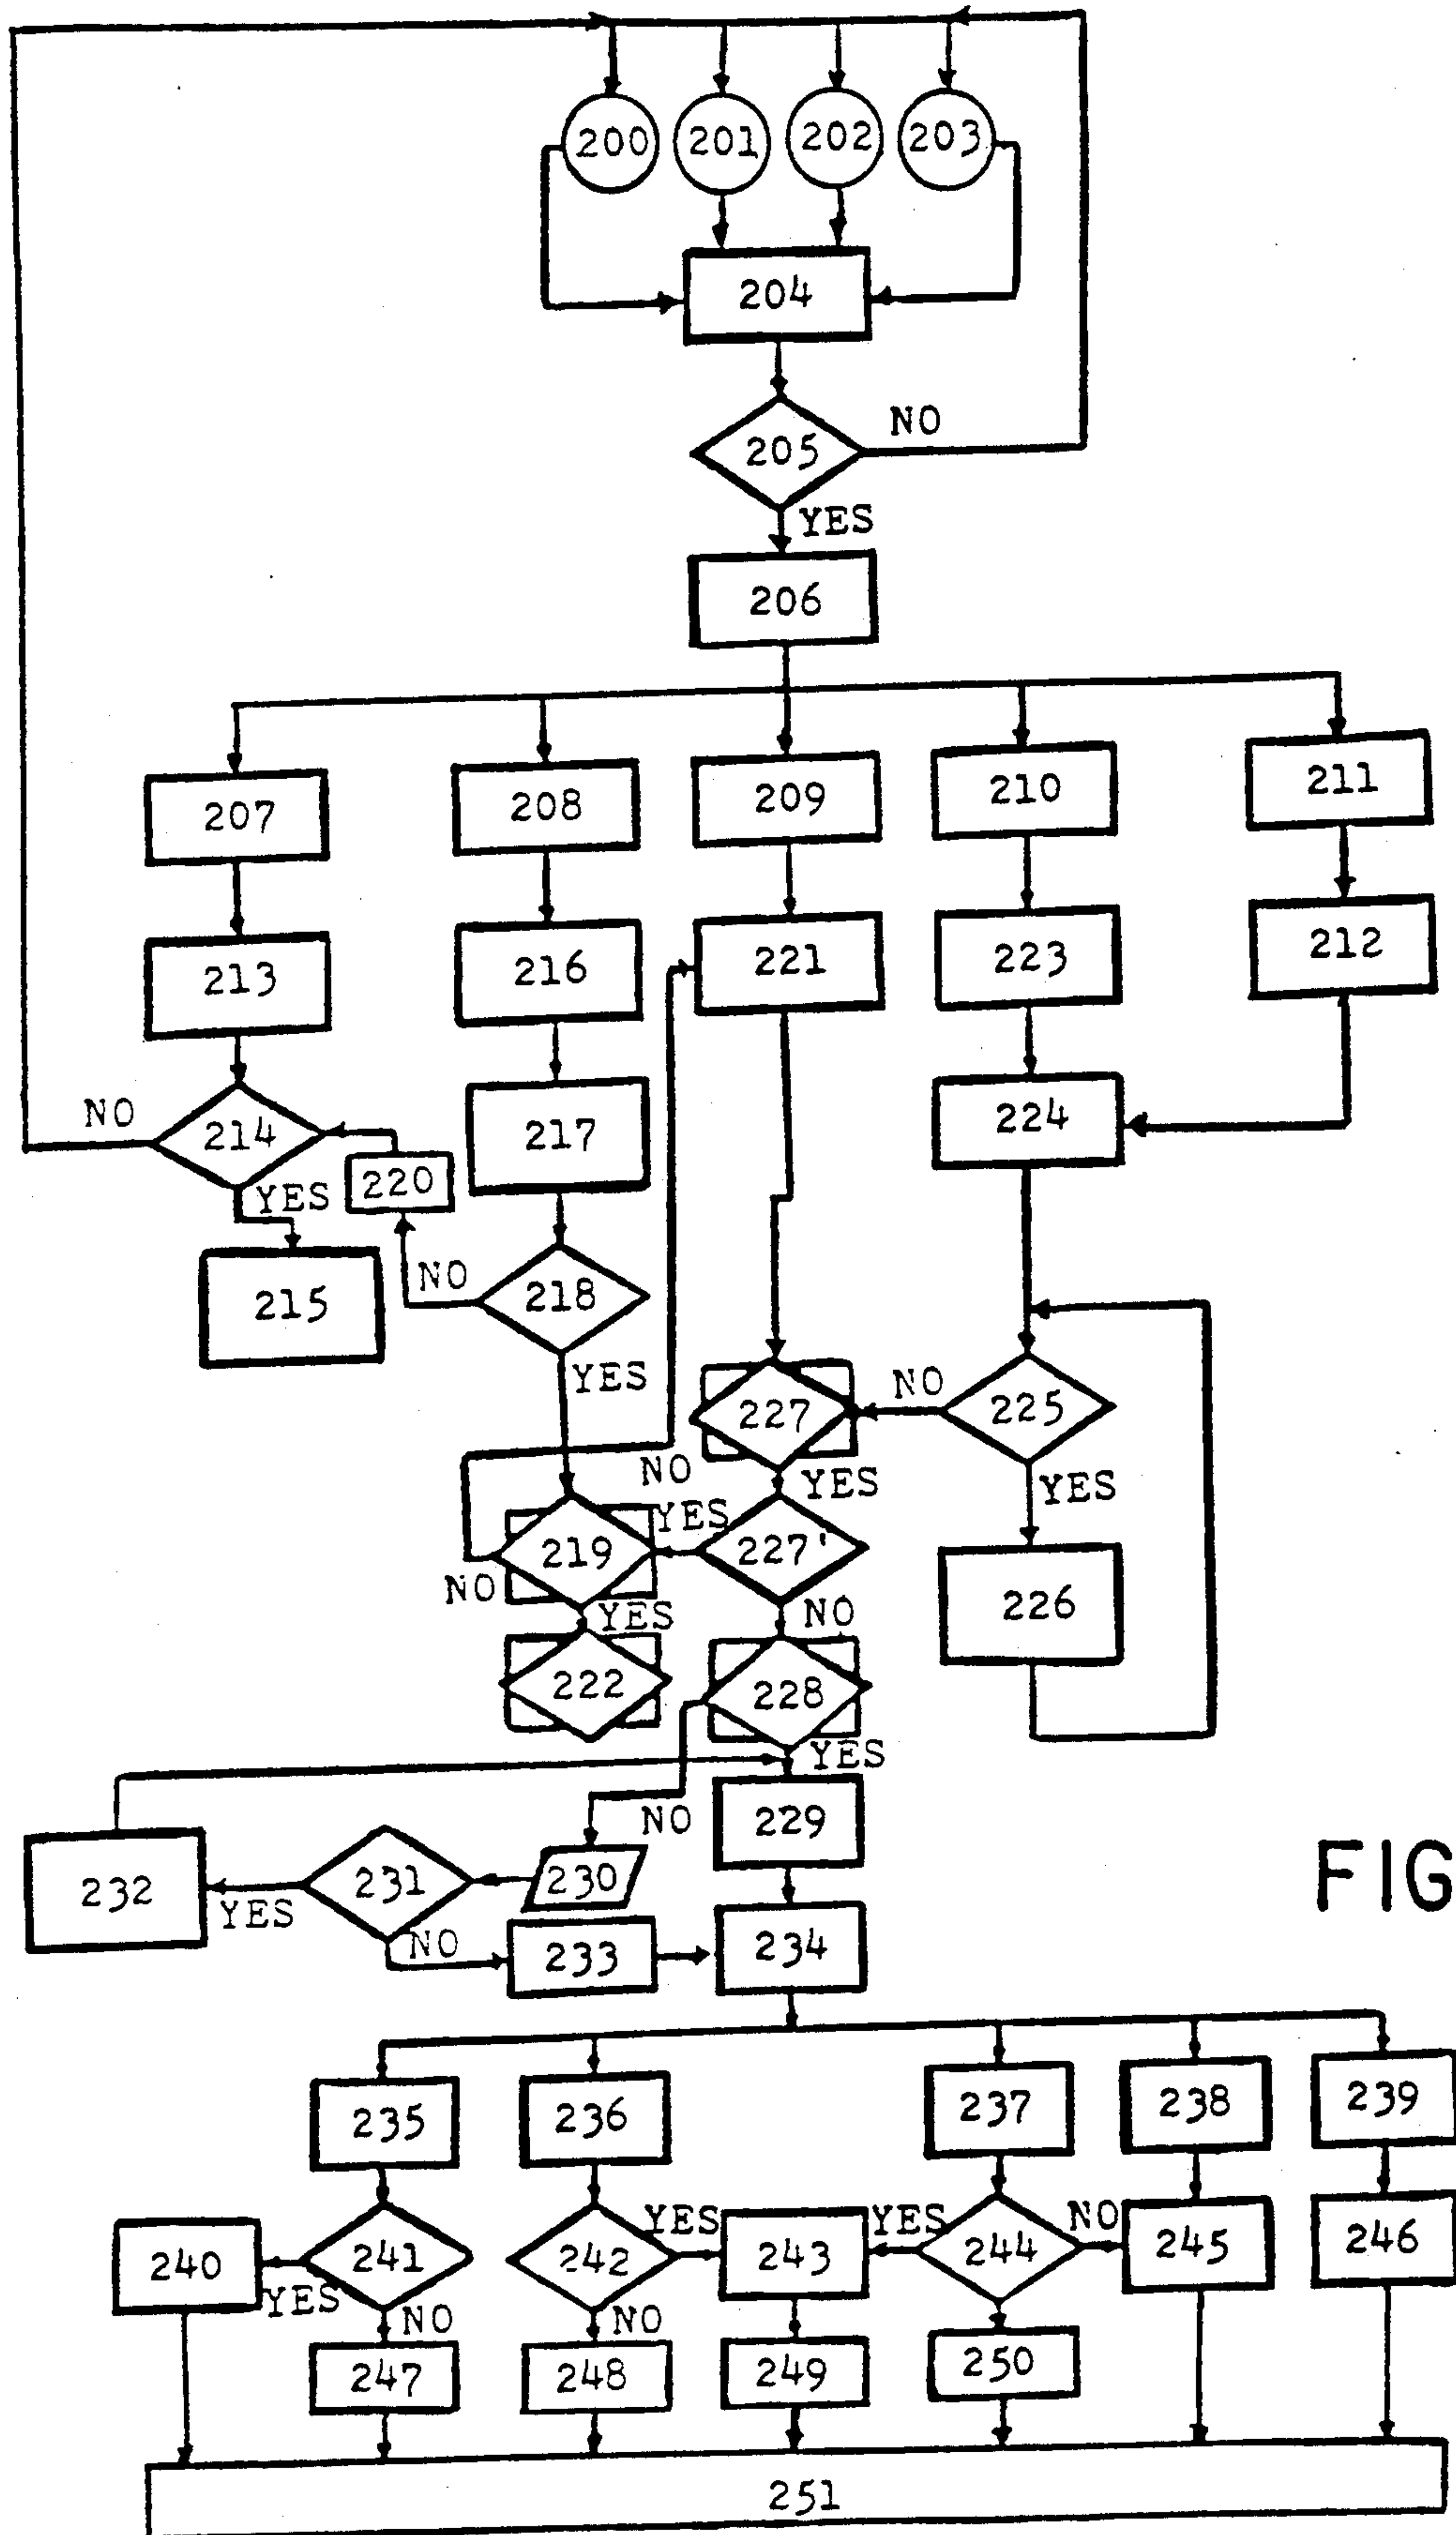 200 201 202 203
204
NO
205
YES
206
207 208 209 210 211
213 216 221 223 212
NO
214 217 224
YES 220
NO
215 218
YES
227 NO 225
NO YES YES
YES
219 227'
NO YES NO 226
222 228
YES
NO 229
232 231 230
YES NO 233 234
FIG
235 236 237 238 239
YES YES NO
240 241 242 243 244 245 246
YES NO NO
247 248 249 250
251